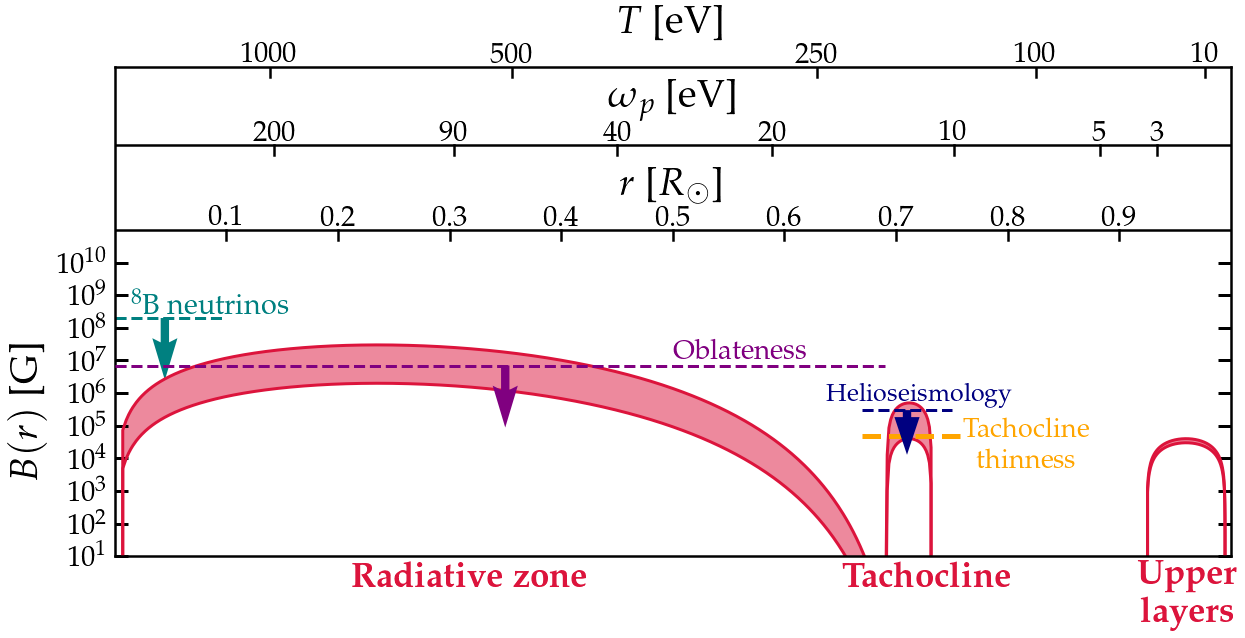 T [eV]
1000 500 250 100 10
ω_p [eV]
200 90 40 20 10 5 3
r [R_☉]
0.1 0.2 0.3 0.4 0.5 0.6 0.7 0.8 0.9
B(r) [G]
10^10
10^9
10^8
10^7
10^6
10^5
10^4
10^3
10^2
10^1
^8B neutrinos
Oblateness
Helioseismology
Tachocline
thinness
Radiative zone
Tachocline
Upper
layers